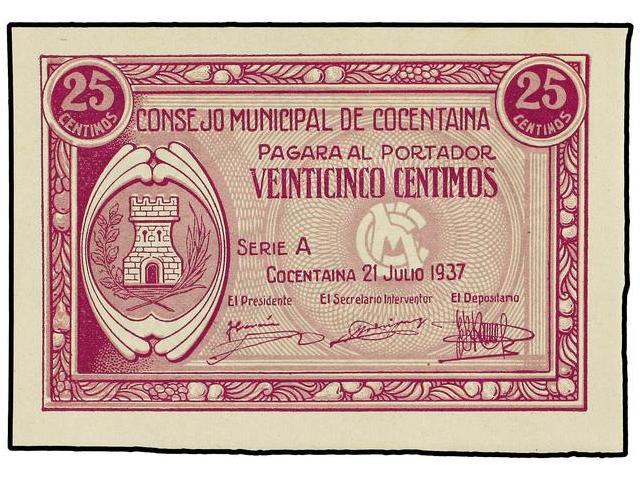 25
CENTIMOS
25
CENTIMOS
CONSEJO MUNICIPAL DE COCENTAINA
PAGARA AL PORTADOR
VEINTICINCO CENTIMOS
SERIE A
COCENTAINA 21 JULIO 1937
El Presidente El Secretario Interventor El Depositario